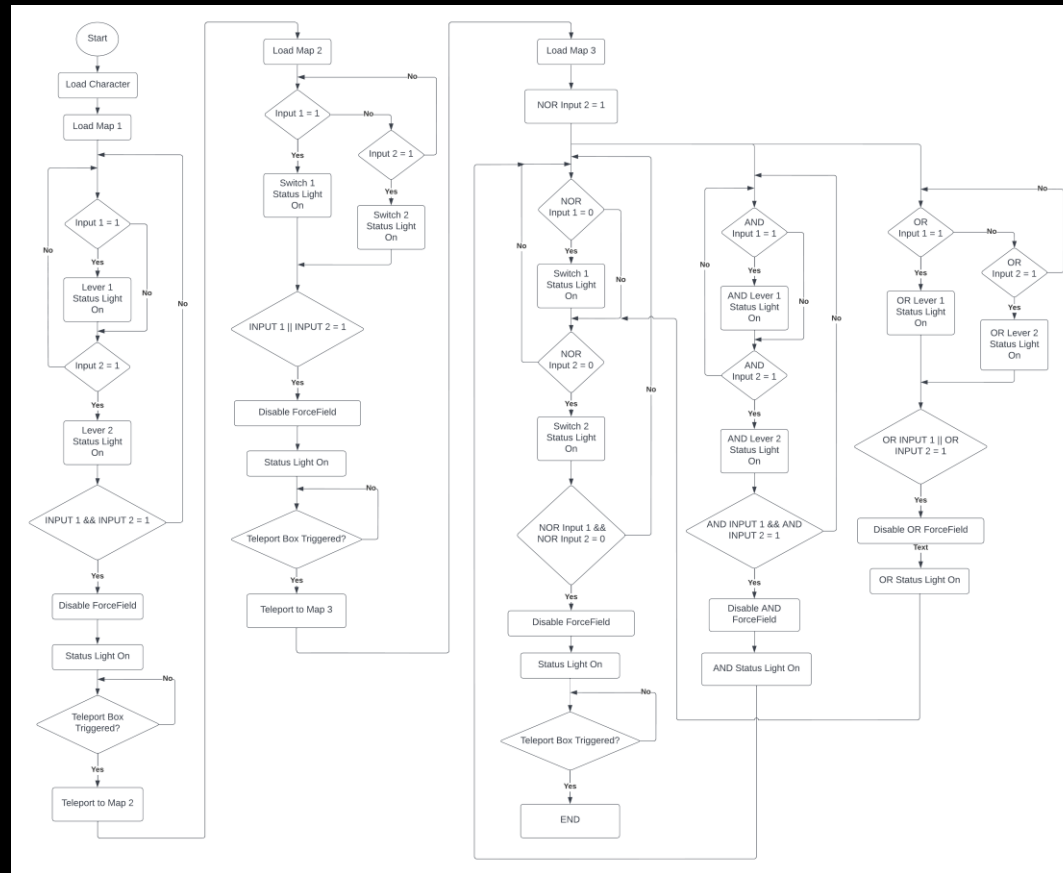 Start
Load Character
Load Map 1
Input 1 = 1
No
Yes
Lever 1
Status Light
On
No
No
Input 2 = 1
Yes
Lever 2
Status Light
On
INPUT 1 && INPUT 2 = 1
Yes
Disable ForceField
Status Light On
No
Teleport Box
Triggered?
Yes
Teleport to Map 2
Load Map 2
No
Input 1 = 1
No
Input 2 = 1
Yes
Switch 1
Status Light
On
Yes
Switch 2
Status Light
On
INPUT 1 || INPUT 2 = 1
Yes
Disable ForceField
Status Light On
No
Teleport Box Triggered?
Yes
Teleport to Map 3
Load Map 3
NOR Input 2 = 1
NOR
Input 1 = 0
No
Yes
Switch 1
Status Light
On
No
NOR
Input 2 = 0
No
Yes
Switch 2
Status Light
On
NOR Input 1 &&
NOR Input 2 = 0
Yes
Disable ForceField
Status Light On
No
Teleport Box Triggered?
Yes
END
AND
Input 1 = 1
No
Yes
AND Lever 1
Status Light
On
No
No
AND
Input 2 = 1
Yes
AND Lever 2
Status Light
On
AND INPUT 1 && AND
INPUT 2 = 1
Yes
Disable AND
ForceField
AND Status Light On
No
OR
Input 1 = 1
No
OR
Input 2 = 1
Yes
OR Lever 1
Status Light
On
Yes
OR Lever 2
Status Light
On
OR INPUT 1 || OR
INPUT 2 = 1
Yes
Disable OR ForceField
Text
OR Status Light On